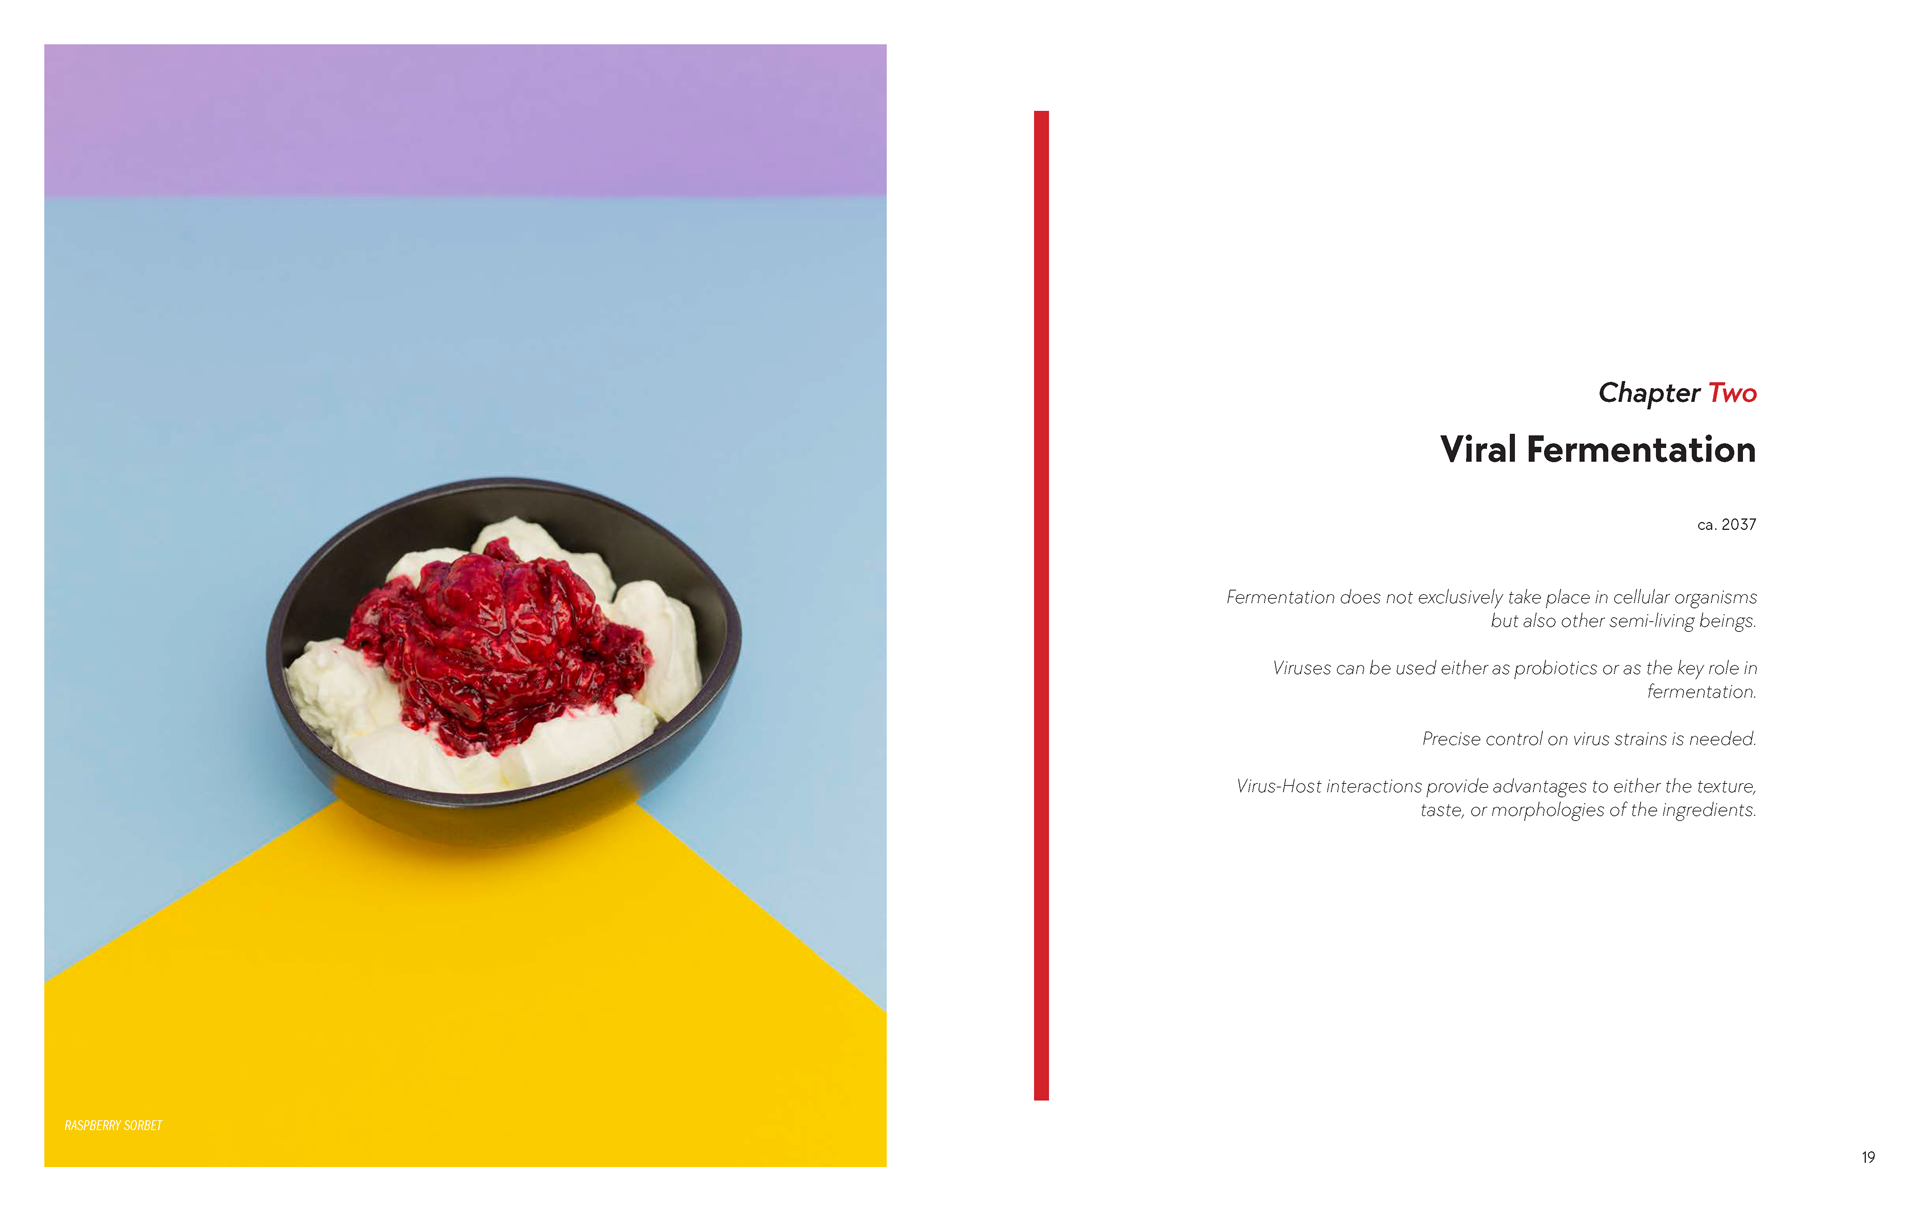 RASPBERRY SORBET
Chapter Two
Viral Fermentation
ca. 2037
Fermentation does not exclusively take place in cellular organisms
but also other semi-living beings.
Viruses can be used either as probiotics or as the key role in
fermentation.
Precise control on virus strains is needed.
Virus-Host interactions provide advantages to either the texture,
taste, or morphologies of the ingredients.
19